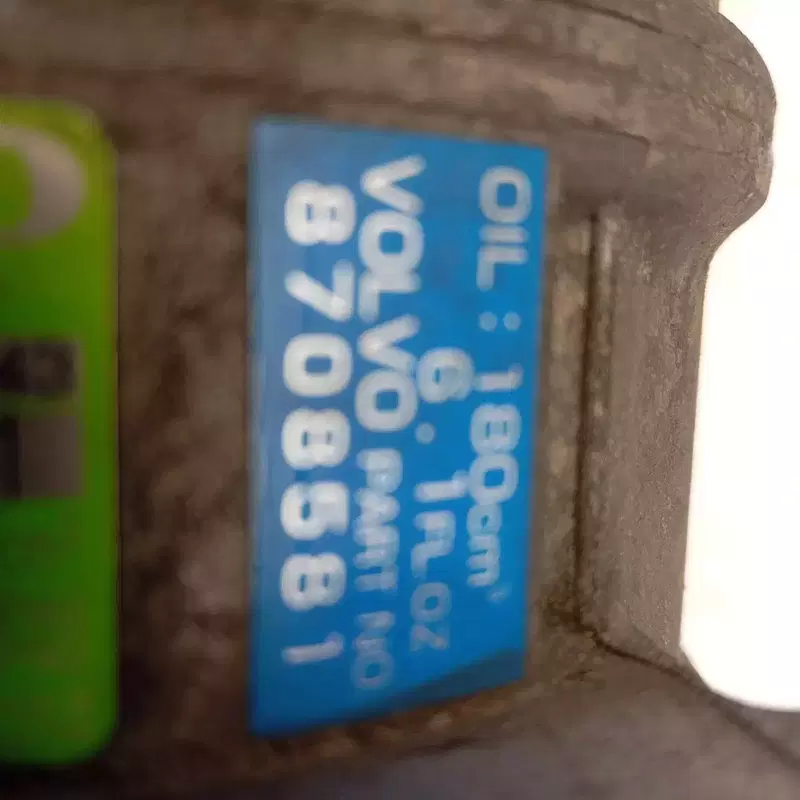 OIL: 180cm³
6.1FL.OZ
VOLVO PART NO
8708581